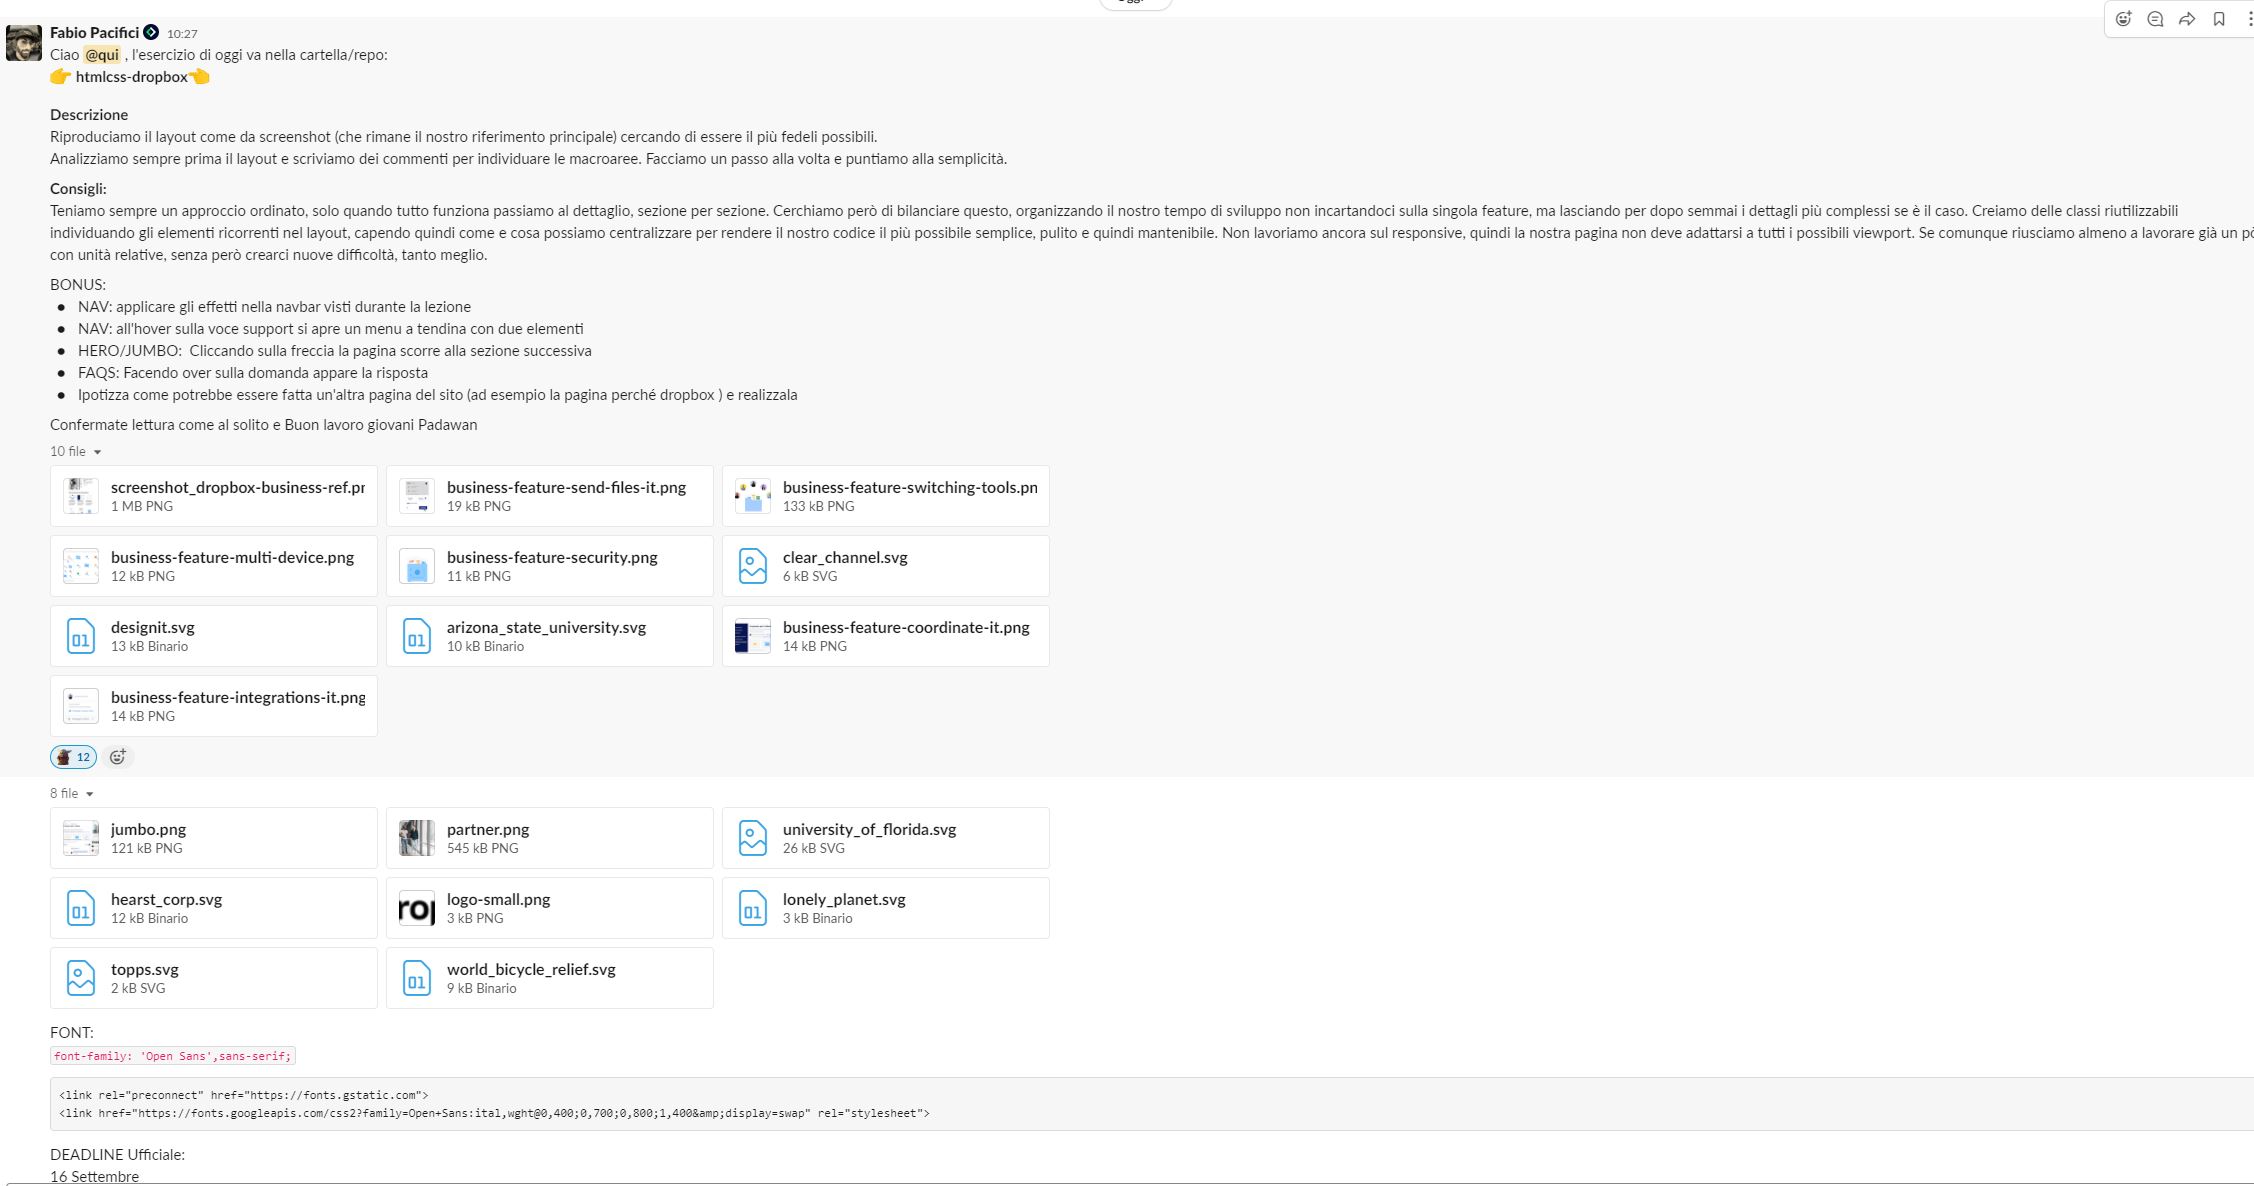 Fabio Pacifici 10:27
Ciao @qui , l'esercizio di oggi va nella cartella/repo:
👉 htmlcss-dropbox👈
Descrizione
Riproduciamo il layout come da screenshot (che rimane il nostro riferimento principale) cercando di essere il più fedeli possibili.
Analizziamo sempre prima il layout e scriviamo dei commenti per individuare le macroaree. Facciamo un passo alla volta e puntiamo alla semplicità.
Consigli:
Teniamo sempre un approccio ordinato, solo quando tutto funziona passiamo al dettaglio, sezione per sezione. Cerchiamo però di bilanciare questo, organizzando il nostro tempo di sviluppo non incartandoci sulla singola feature, ma lasciando per dopo semmai i dettagli più complessi se è il caso. Creiamo delle classi riutilizzabili
individuando gli elementi ricorrenti nel layout, capendo quindi come e cosa possiamo centralizzare per rendere il nostro codice il più possibile semplice, pulito e quindi mantenibile. Non lavoriamo ancora sul responsive, quindi la nostra pagina non deve adattarsi a tutti i possibili viewport. Se comunque riusciamo almeno a lavorare già un pò
con unità relative, senza però crearci nuove difficoltà, tanto meglio.
BONUS:
● NAV: applicare gli effetti nella navbar visti durante la lezione
● NAV: all'hover sulla voce support si apre un menu a tendina con due elementi
● HERO/JUMBO: Cliccando sulla freccia la pagina scorre alla sezione successiva
● FAQS: Facendo over sulla domanda appare la risposta
● Ipotizza come potrebbe essere fatta un'altra pagina del sito (ad esempio la pagina perché dropbox ) e realizzala
Confermate lettura come al solito e Buon lavoro giovani Padawan
10 file
screenshot_dropbox-business-ref.pr
1 MB PNG
business-feature-send-files-it.png
19 kB PNG
business-feature-switching-tools.pn
133 kB PNG
business-feature-multi-device.png
12 kB PNG
business-feature-security.png
11 kB PNG
clear_channel.svg
6 kB SVG
designit.svg
13 kB Binario
arizona_state_university.svg
10 kB Binario
business-feature-coordinate-it.png
14 kB PNG
business-feature-integrations-it.png
14 kB PNG
12
8 file
jumbo.png
121 kB PNG
partner.png
545 kB PNG
university_of_florida.svg
26 kB SVG
hearst_corp.svg
12 kB Binario
logo-small.png
3 kB PNG
lonely_planet.svg
3 kB Binario
topps.svg
2 kB SVG
world_bicycle_relief.svg
9 kB Binario
FONT:
font-family: 'Open Sans',sans-serif;
<link rel="preconnect" href="https://fonts.gstatic.com">
<link href="https://fonts.googleapis.com/css2?family=Open+Sans:ital,wght@0,400;0,700;0,800;1,400&amp;display=swap" rel="stylesheet">
DEADLINE Ufficiale:
16 Settembre